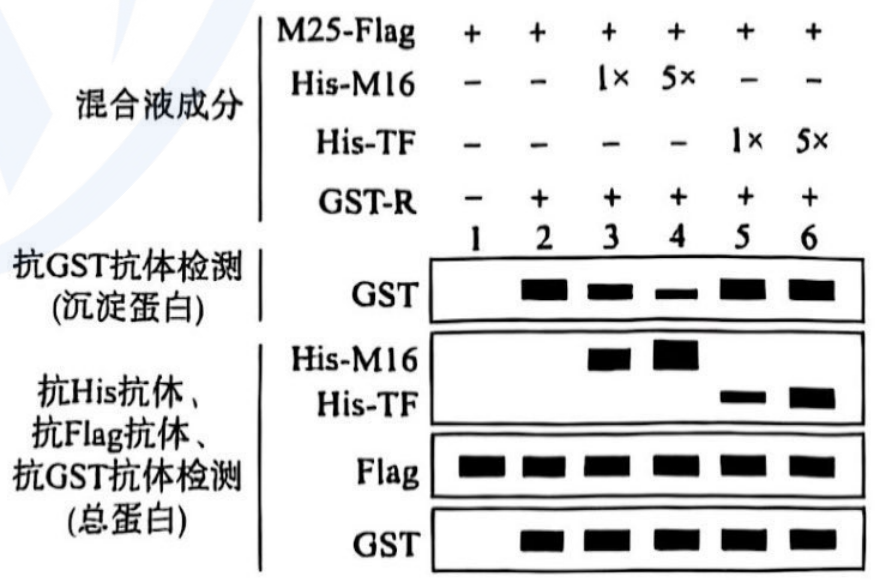 混合液成分
M25-Flag + + + + + +
His-M16 - - 1× 5× - -
His-TF - - - - 1× 5×
GST-R - + + + + +
1 2 3 4 5 6
抗GST抗体检测
(沉淀蛋白)
GST
抗His抗体、
抗Flag抗体、
抗GST抗体检测
(总蛋白)
His-M16
His-TF
Flag
GST